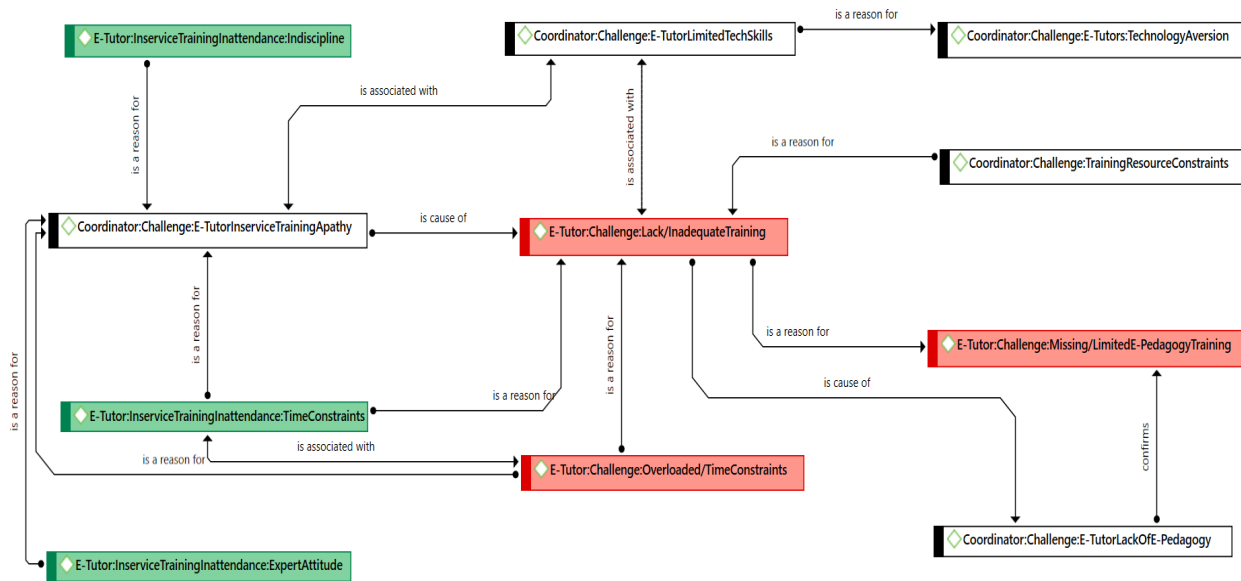 E-Tutor:InserviceTrainingInattendance:Indiscipline
Coordinator:Challenge:E-TutorLimitedTechSkills
is a reason for
Coordinator:Challenge:E-Tutors:TechnologyAversion
is a reason for
is associated with
is associated with
is a reason for
Coordinator:Challenge:TrainingResourceConstraints
Coordinator:Challenge:E-TutorInserviceTrainingApathy
is cause of
E-Tutor:Challenge:Lack/InadequateTraining
is a reason for
is a reason for
is a reason for
E-Tutor:Challenge:Missing/LimitedE-PedagogyTraining
is a reason for
is a reason for
is cause of
E-Tutor:InserviceTrainingInattendance:TimeConstraints
is associated with
is a reason for
E-Tutor:Challenge:Overloaded/TimeConstraints
confirms
Coordinator:Challenge:E-TutorLackOfE-Pedagogy
E-Tutor:InserviceTrainingInattendance:ExpertAttitude